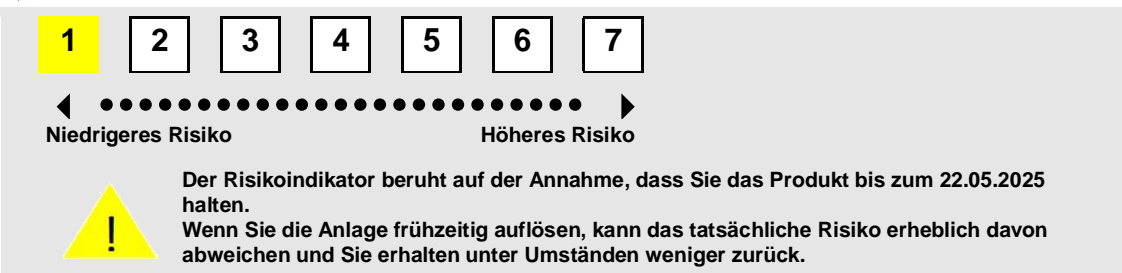 1 2 3 4 5 6 7
Niedrigeres Risiko Höheres Risiko
Der Risikoindikator beruht auf der Annahme, dass Sie das Produkt bis zum 22.05.2025
halten.
Wenn Sie die Anlage frühzeitig auflösen, kann das tatsächliche Risiko erheblich davon
abweichen und Sie erhalten unter Umständen weniger zurück.
!